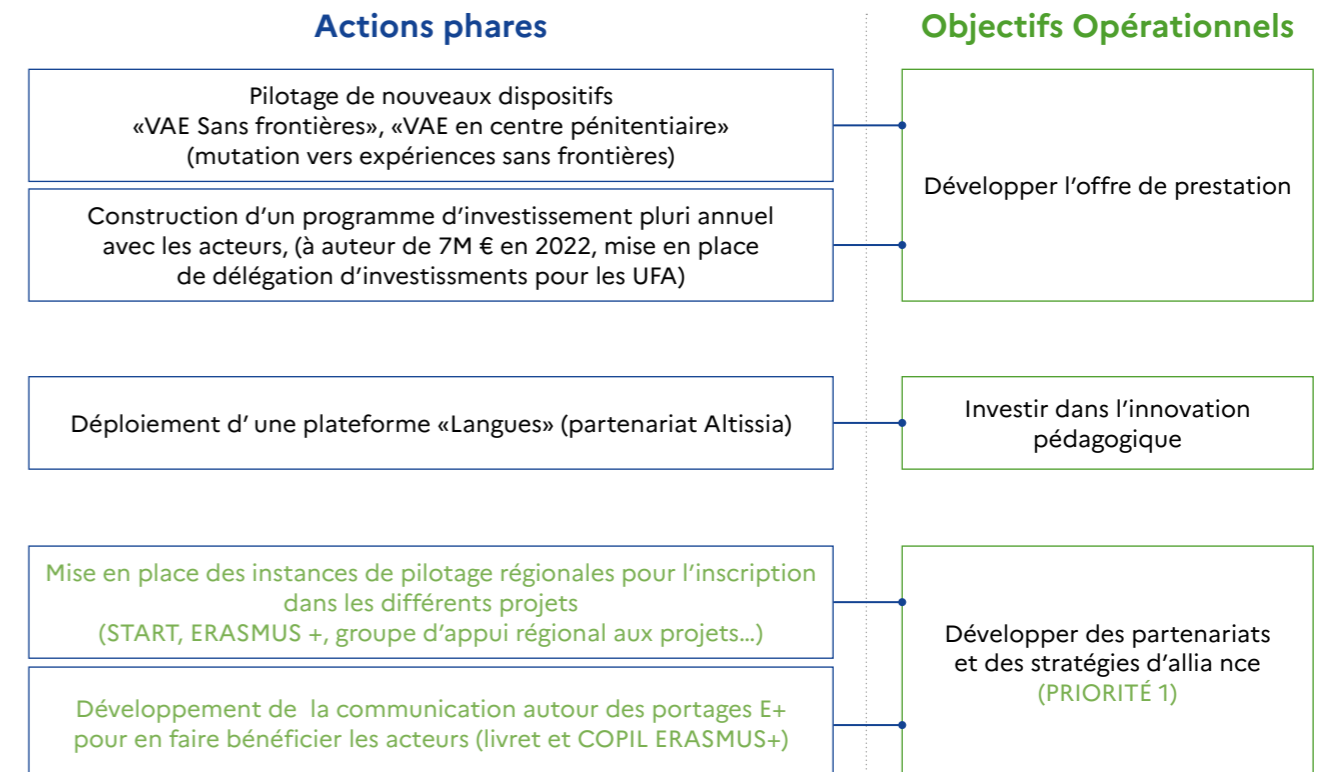 Actions phares
Objectifs Opérationnels
Pilotage de nouveaux dispositifs
«VAE Sans frontières», «VAE en centre pénitentiaire»
(mutation vers expériences sans frontières)
Construction d'un programme d'investissement pluri annuel
avec les acteurs, (à auteur de 7M € en 2022, mise en place
de délégation d'investissments pour les UFA)
Développer l'offre de prestation
Déploiement d' une plateforme «Langues» (partenariat Altissia)
Investir dans l'innovation
pédagogique
Mise en place des instances de pilotage régionales pour l'inscription
dans les différents projets
(START, ERASMUS +, groupe d'appui régional aux projets…)
Développement de  la communication autour des portages E+
pour en faire bénéficier les acteurs (livret et COPIL ERASMUS+)
Développer des partenariats
et des stratégies d'allia nce
(PRIORITÉ 1)